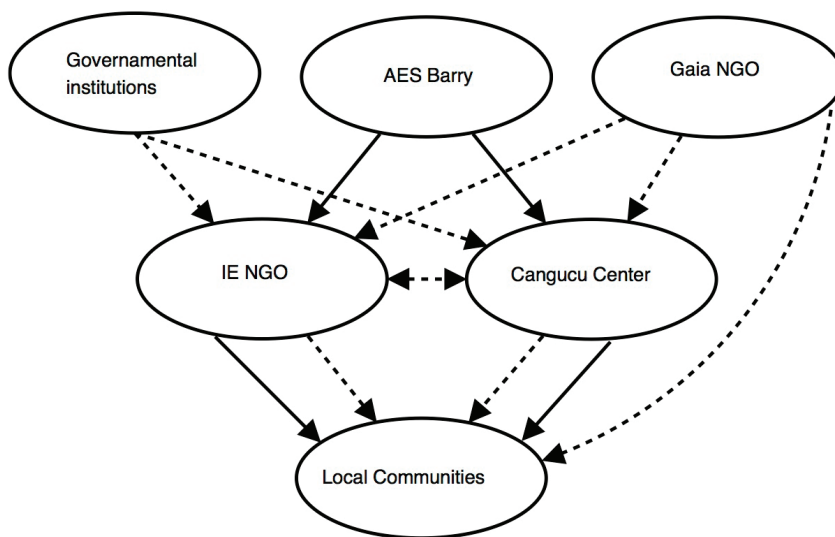 Governamental
institutions
AES Barry
Gaia NGO
IE NGO
Cangucu Center
Local Communities